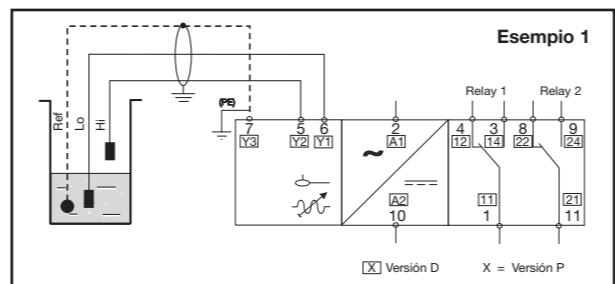 Esempio 1
Relay 1 Relay 2
Ref Lo Hi
(PE)
7 5 6 2 4 3 8 9
Y3 Y2 Y1 A1 12 14 22 24
~
A2 11 21
10 1 11
X Versión D X = Versión P